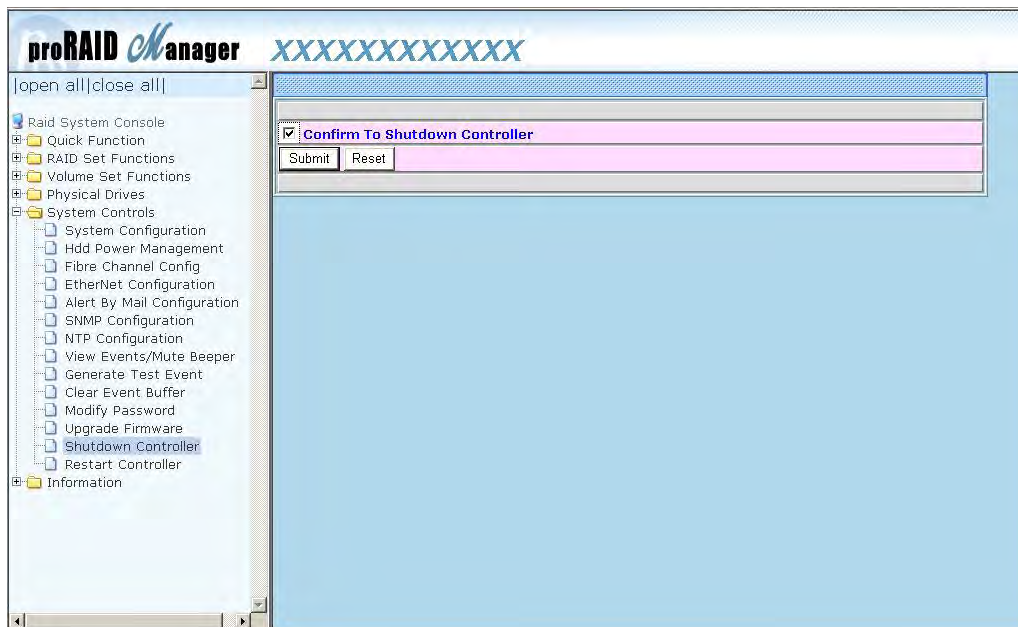 proRAID Manager XXXXXXXXXXXX
|open all|close all|
Raid System Console
Quick Function
RAID Set Functions
Volume Set Functions
Physical Drives
System Controls
System Configuration
Hdd Power Management
Fibre Channel Config
EtherNet Configuration
Alert By Mail Configuration
SNMP Configuration
NTP Configuration
View Events/Mute Beeper
Generate Test Event
Clear Event Buffer
Modify Password
Upgrade Firmware
Shutdown Controller
Restart Controller
Information
Confirm To Shutdown Controller
Submit Reset